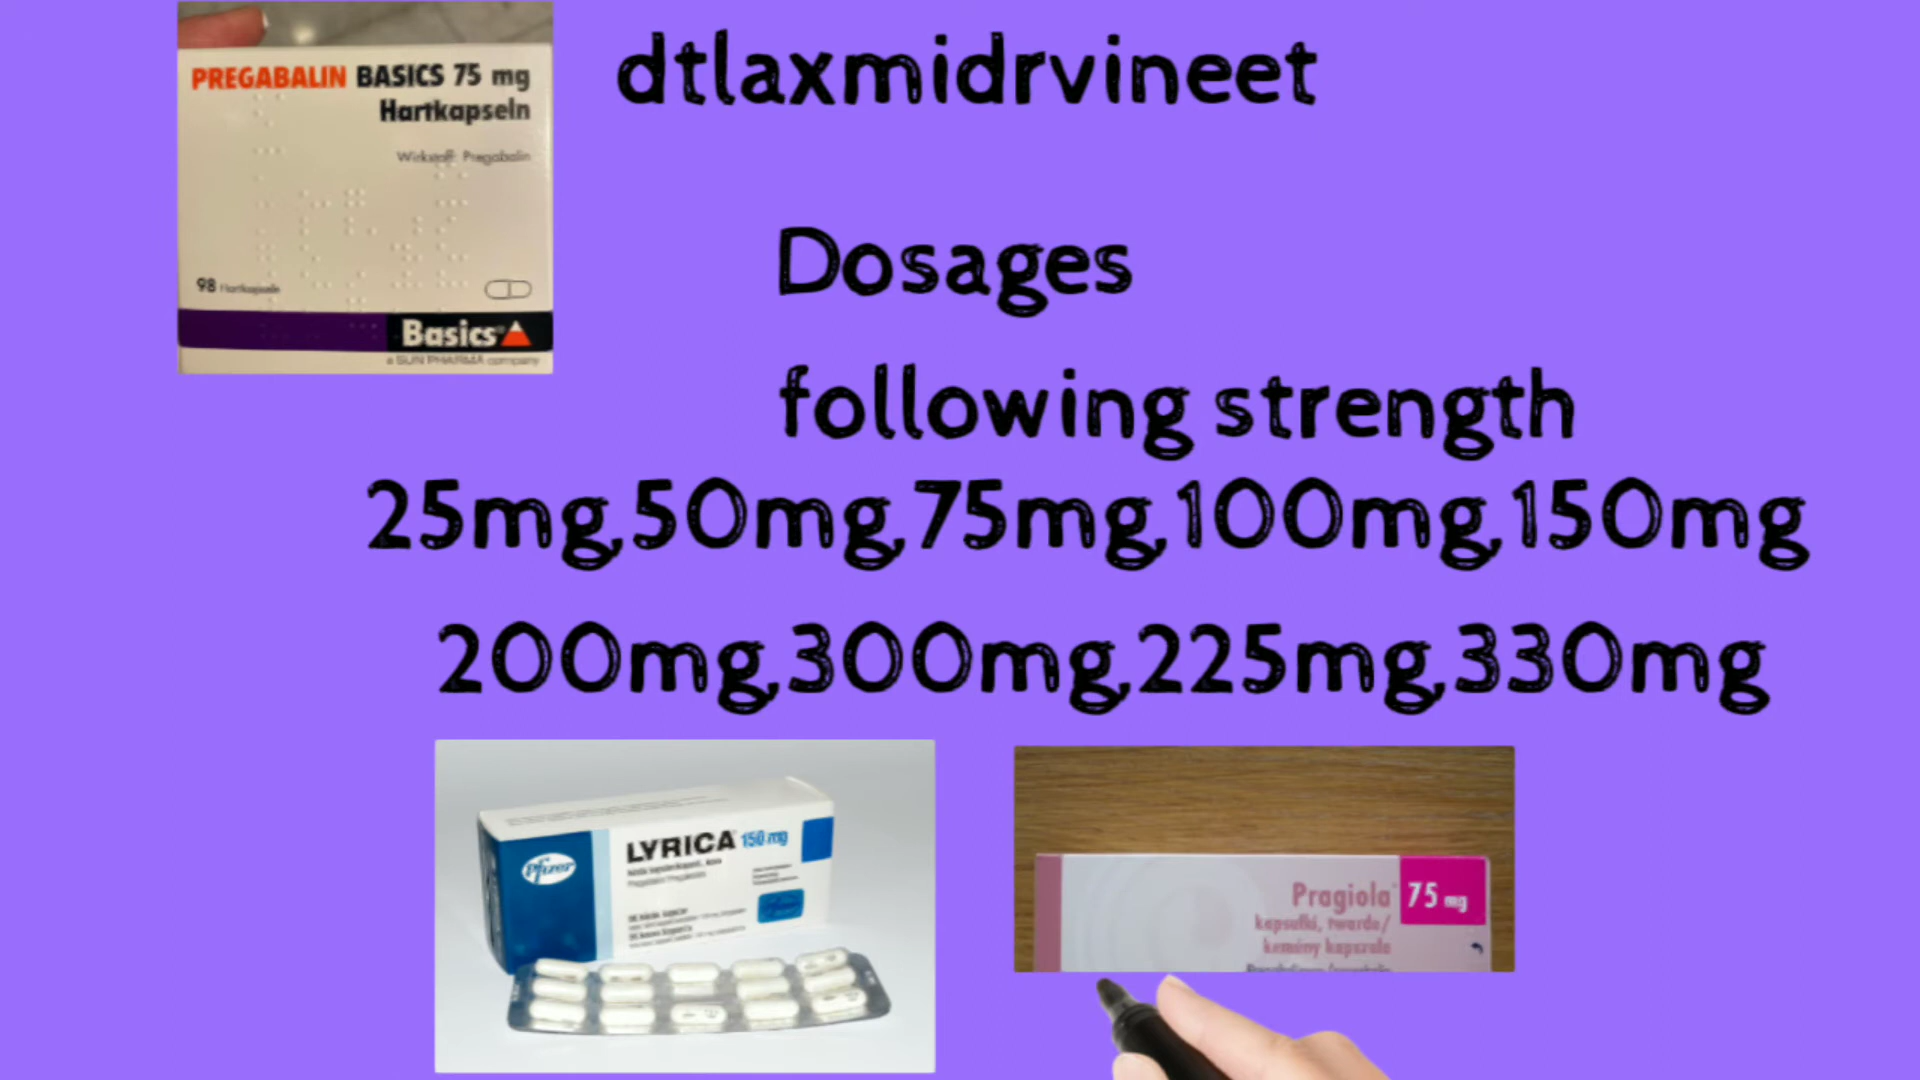 PREGABALIN BASICS 75 mg
Hartkapseln
Wirkstoff: Pregabalin
98 Hartkapseln
Basics
a SUN PHARMA company
dtlaxmidrvineet
Dosages
following strength
25mg,50mg,75mg,100mg,150mg
200mg,300mg,225mg,330mg
Pfizer
LYRICA 150 mg
Pfizer
Pragiola 75 mg
kapsułki, twarde/
kemény kapszula